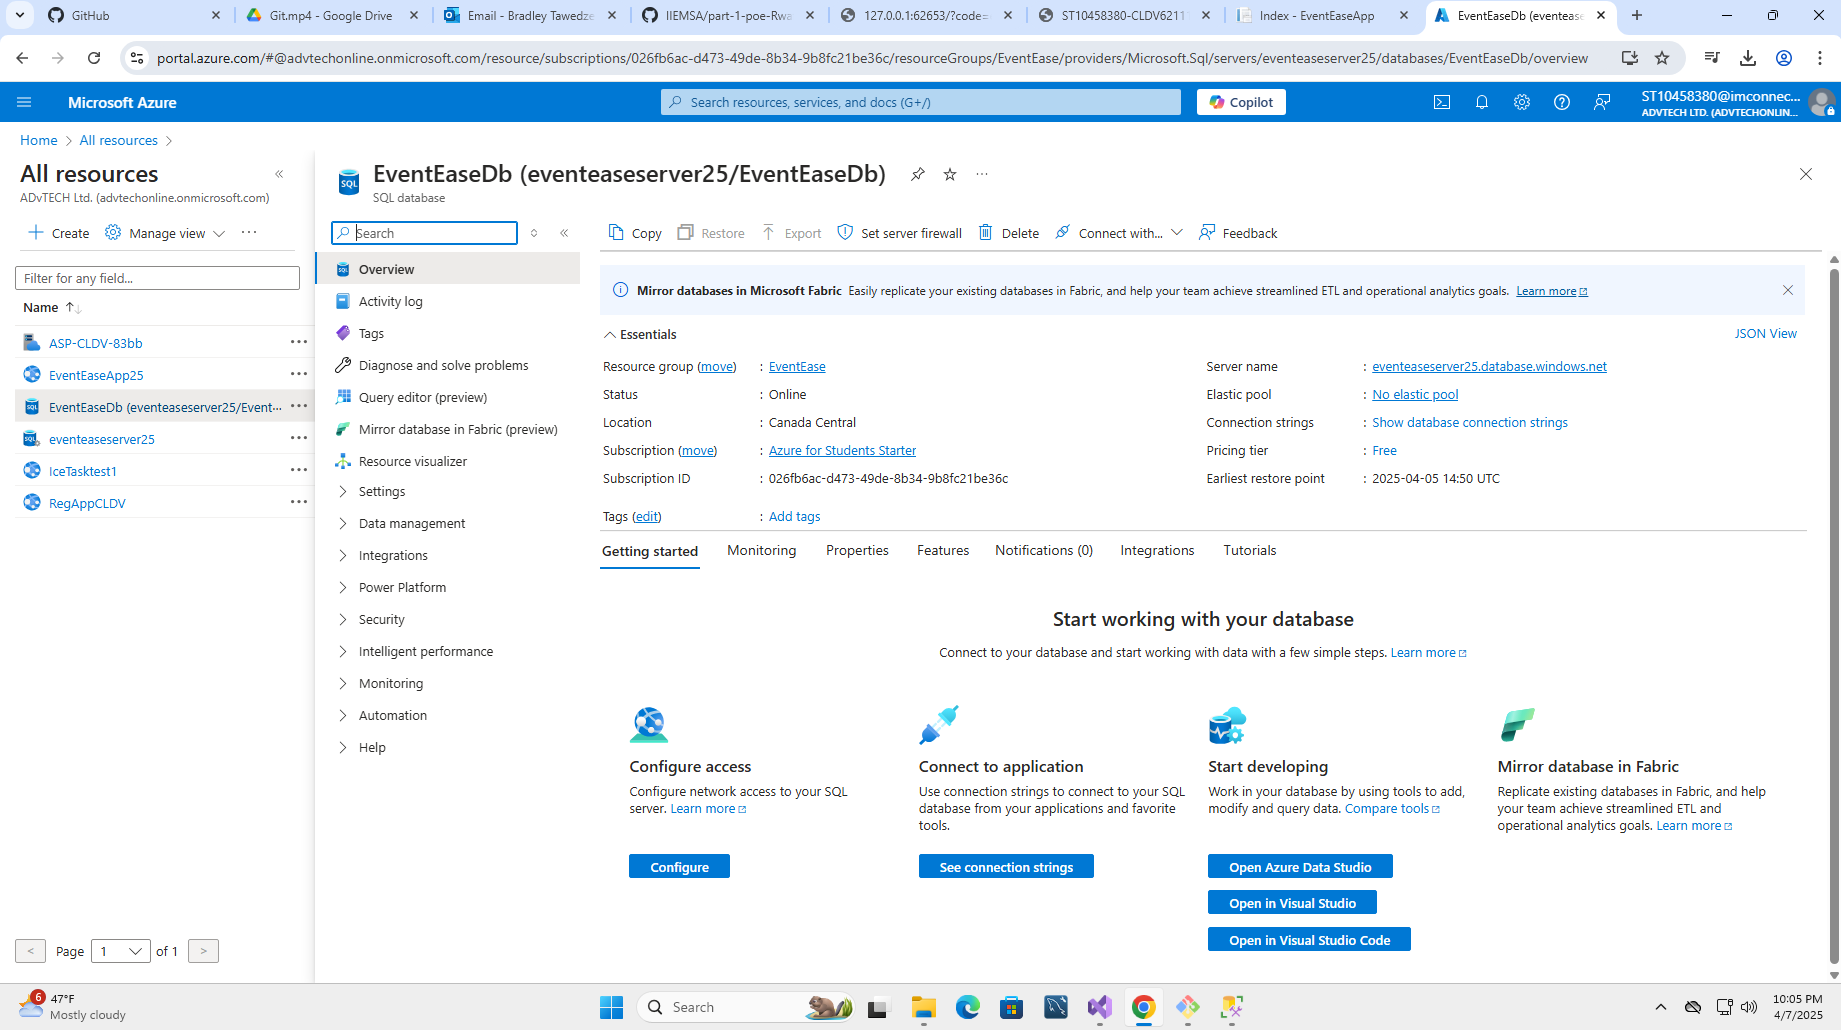 GitHub
Git.mp4 - Google Drive
Email - Bradley Tawedze
IIEMSA/part-1-poe-Rwa
127.0.0.1:62653/?code=
ST10458380-CLDV6211
Index - EventEaseApp
EventEaseDb (eventease
portal.azure.com/#@advtechonline.onmicrosoft.com/resource/subscriptions/026fb6ac-d473-49de-8b34-9b8fc21be36c/resourceGroups/EventEase/providers/Microsoft.Sql/servers/eventeaseserver25/databases/EventEaseDb/overview
Microsoft Azure
Search resources, services, and docs (G+/)
Copilot
ST10458380@imconnec...
ADVTECH LTD. (ADVTECHONLIN...
Home > All resources >
All resources
ADvTECH Ltd. (advtechonline.onmicrosoft.com)
Create
Manage view
Filter for any field...
Name
ASP-CLDV-83bb
EventEaseApp25
EventEaseDb (eventeaseserver25/Event...
eventeaseserver25
IceTasktest1
RegAppCLDV
< Page 1 of 1 >
EventEaseDb (eventeaseserver25/EventEaseDb)
SQL database
Search
Overview
Activity log
Tags
Diagnose and solve problems
Query editor (preview)
Mirror database in Fabric (preview)
Resource visualizer
Settings
Data management
Integrations
Power Platform
Security
Intelligent performance
Monitoring
Automation
Help
Copy
Restore
Export
Set server firewall
Delete
Connect with...
Feedback
Mirror databases in Microsoft Fabric Easily replicate your existing databases in Fabric, and help your team achieve streamlined ETL and operational analytics goals. Learn more
Essentials
JSON View
Resource group (move) : EventEase
Status : Online
Location : Canada Central
Subscription (move) : Azure for Students Starter
Subscription ID : 026fb6ac-d473-49de-8b34-9b8fc21be36c
Server name : eventeaseserver25.database.windows.net
Elastic pool : No elastic pool
Connection strings : Show database connection strings
Pricing tier : Free
Earliest restore point : 2025-04-05 14:50 UTC
Tags (edit) : Add tags
Getting started
Monitoring
Properties
Features
Notifications (0)
Integrations
Tutorials
Start working with your database
Connect to your database and start working with data with a few simple steps. Learn more
Configure access
Configure network access to your SQL
server. Learn more
Configure
Connect to application
Use connection strings to connect to your SQL
database from your applications and favorite
tools.
See connection strings
Start developing
Work in your database by using tools to add,
modify and query data. Compare tools
Open Azure Data Studio
Open in Visual Studio
Open in Visual Studio Code
Mirror database in Fabric
Replicate existing databases in Fabric, and help
your team achieve streamlined ETL and
operational analytics goals. Learn more
6
47°F
Mostly cloudy
Search
10:05 PM
4/7/2025